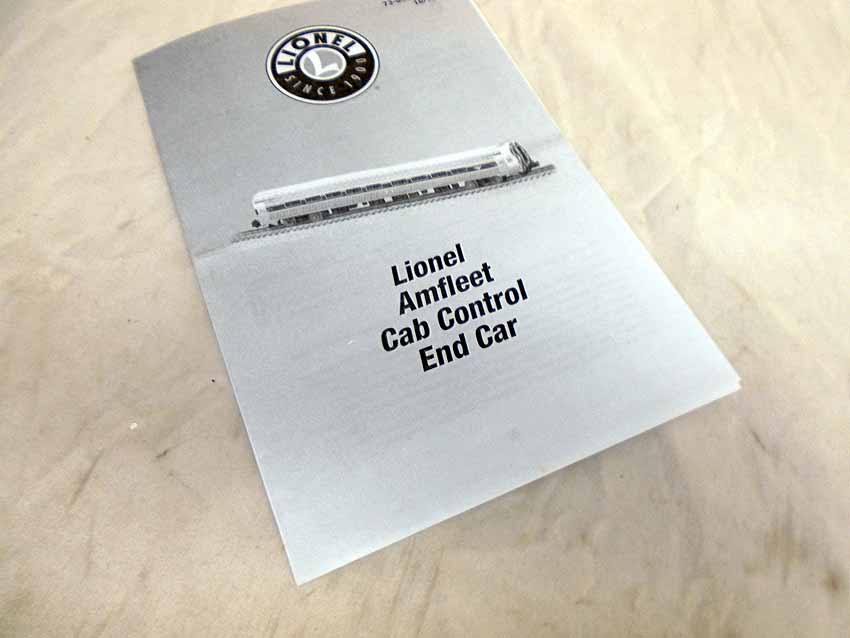 LIONEL
L
SINCE 1900
Lionel
Amfleet
Cab Control
End Car